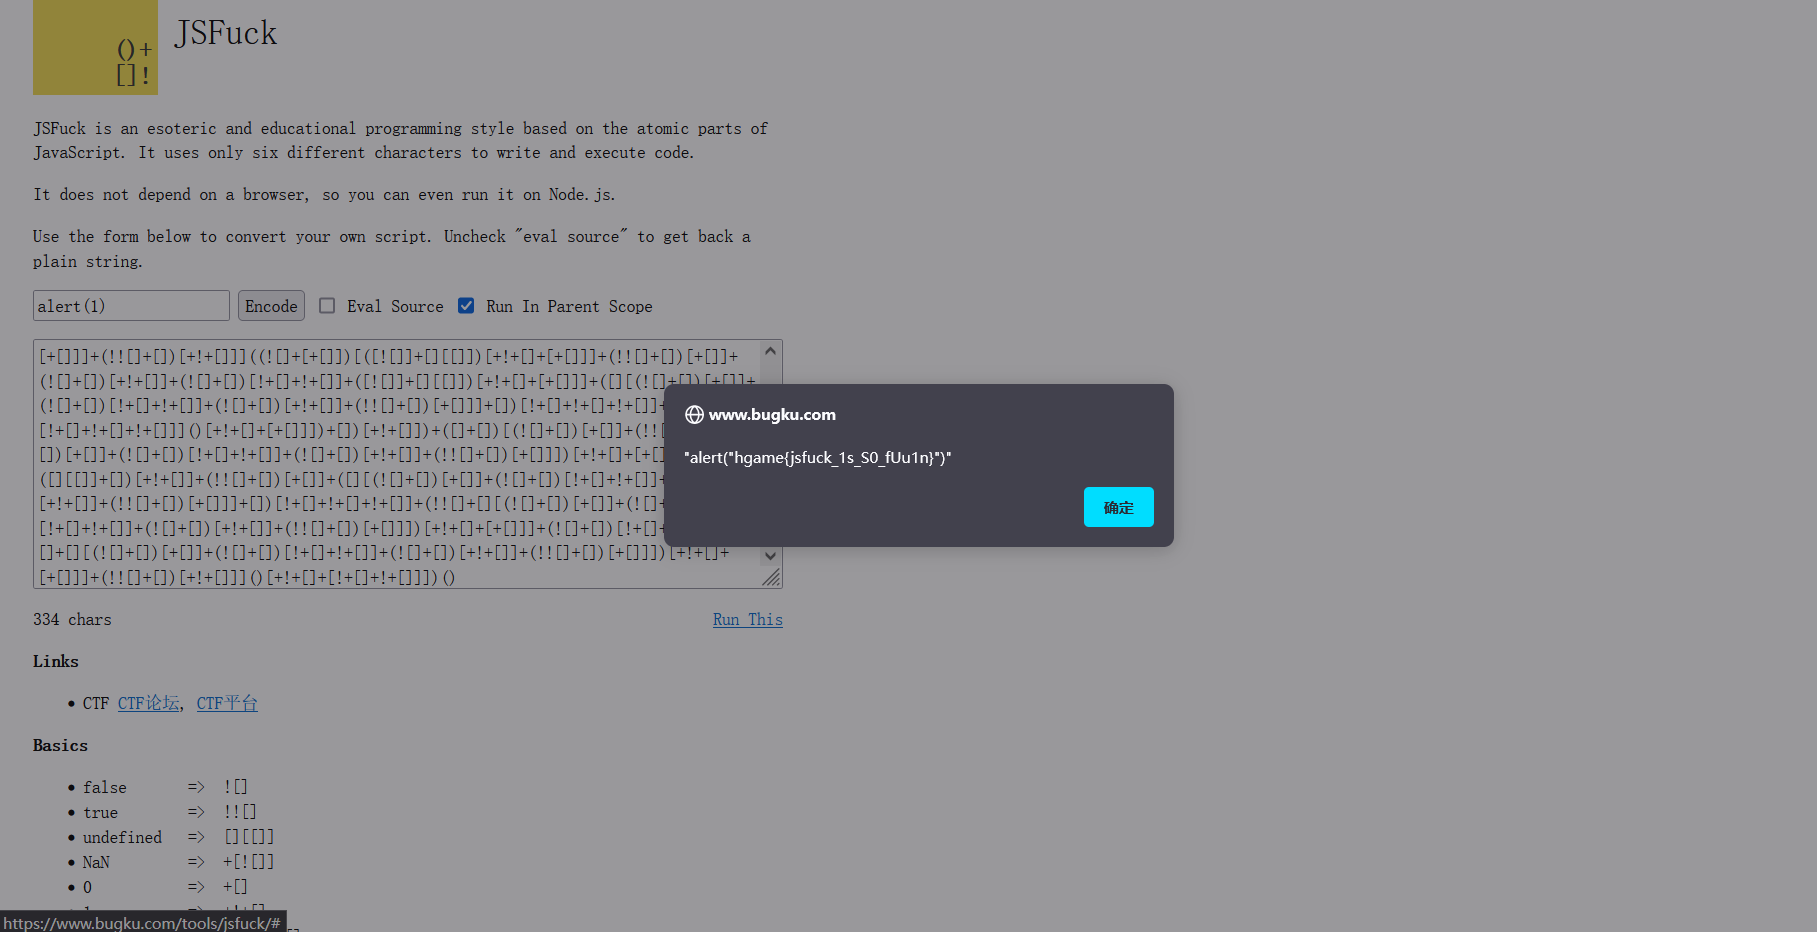 ()+
[]!
JSFuck
JSFuck is an esoteric and educational programming style based on the atomic parts of
JavaScript. It uses only six different characters to write and execute code.
It does not depend on a browser, so you can even run it on Node.js.
Use the form below to convert your own script. Uncheck "eval source" to get back a
plain string.
alert(1) Encode Eval Source Run In Parent Scope
[+[]]]+(!![]+[])[+!+[]]]((![]+[+[]])[([![]]+[][[]])[+!+[]+[+[]]]+(!![]+[])[+[]]+
(![]+[])[+!+[]]+(![]+[])[!+[]+!+[]]+([![]]+[][[]])[+!+[]+[+[]]]+([][(![]+[])[+[]]+
(![]+[])[!+[]+!+[]]+(![]+[])[+!+[]]+(!![]+[])[+[]]]+[])[!+[]+!+[]+!+[]]
[!+[]+!+[]+!+[]]]()[+!+[]+[+[]]])+[])[+!+[]])+([]+[])[(![]+[])[+[]]+(!!
[])[+[]]+(![]+[])[!+[]+!+[]]+(![]+[])[+!+[]]+(!![]+[])[+[]]])[+!+[]+[+
([][[]]+[])[+!+[]]+(!![]+[])[+[]]+([][(![]+[])[+[]]+(![]+[])[!+[]+!+[]]
[+!+[]]+(!![]+[])[+[]]]+[])[!+[]+!+[]+!+[]]+(!![]+[][(![]+[])[+[]]+(![]
[!+[]+!+[]]+(![]+[])[+!+[]]+(!![]+[])[+[]]])[+!+[]+[+[]]]+(![]+[])[!+[]
]+[][(![]+[])[+[]]+(![]+[])[!+[]+!+[]]+(![]+[])[+!+[]]+(!![]+[])[+[]]])[+!+[]+
[+[]]]+(!![]+[])[+!+[]]]()[+!+[]+[!+[]+!+[]]])()
www.bugku.com
"alert("hgame{jsfuck_1s_S0_fUu1n}")"
确定
334 chars Run This
Links
• CTF CTF论坛, CTF平台
Basics
• false => ![]
• true => !![]
• undefined => [][[]]
• NaN => +[![]]
• 0 => +[]
https://www.bugku.com/tools/jsfuck/#